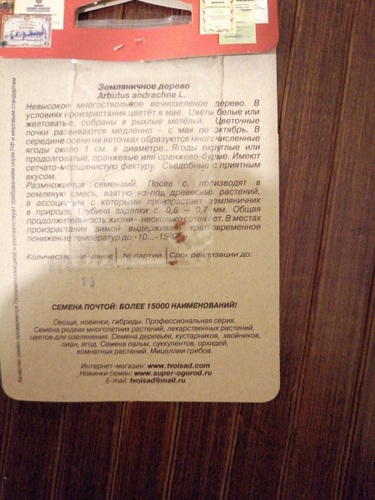 Земляничное дерево
Arbutus andrachne L.
Невысокое многоствольное вечнозеленое дерево. В
условиях произрастания цветёт в мае. Цветы белые или
желтоватые, собраны в рыхлые метёлки. Цветочные
почки развиваются медленно - с мая по октябрь. В
середине осени на веточках образуются многочисленные
ягоды около 1 см. в диаметре. Ягоды округлые или
продолговатые, оранжевые или оранжево-бурые. Имеют
сетчато-морщинистую фактуру. Съедобные с приятным
вкусом.
Размножаются семенами. Посев с. производят в
земляную смесь, взятую из-под древесных растений,
в ассоциации с которыми произрастает земляничник
в природе. Глубина заделки с. 0,6 – 0,7 мм. Общая
продолжительность жизни - несколько сотен лет. В местах
произрастания зимой выдерживает кратковременное
понижение температур до -10...-15°
Количество семян № партии Срок реализации до:
СЕМЕНА ПОЧТОЙ: БОЛЕЕ 15000 НАИМЕНОВАНИЙ!
Овощи, новинки, гибриды. Профессиональная серия.
Семена редких многолетних растений, лекарственных растений,
цветов для озеленения. Семена деревьев, кустарников, хвойников,
лиан, ягод. Семена пальм, суккулентов, орхидей,
комнатных растений. Мицеллии грибов.
Интернет-магазин: www.tvoisad.com
Новинки семян: www.super-ogorod.ru
E-mail: tvoisad@mail.ru